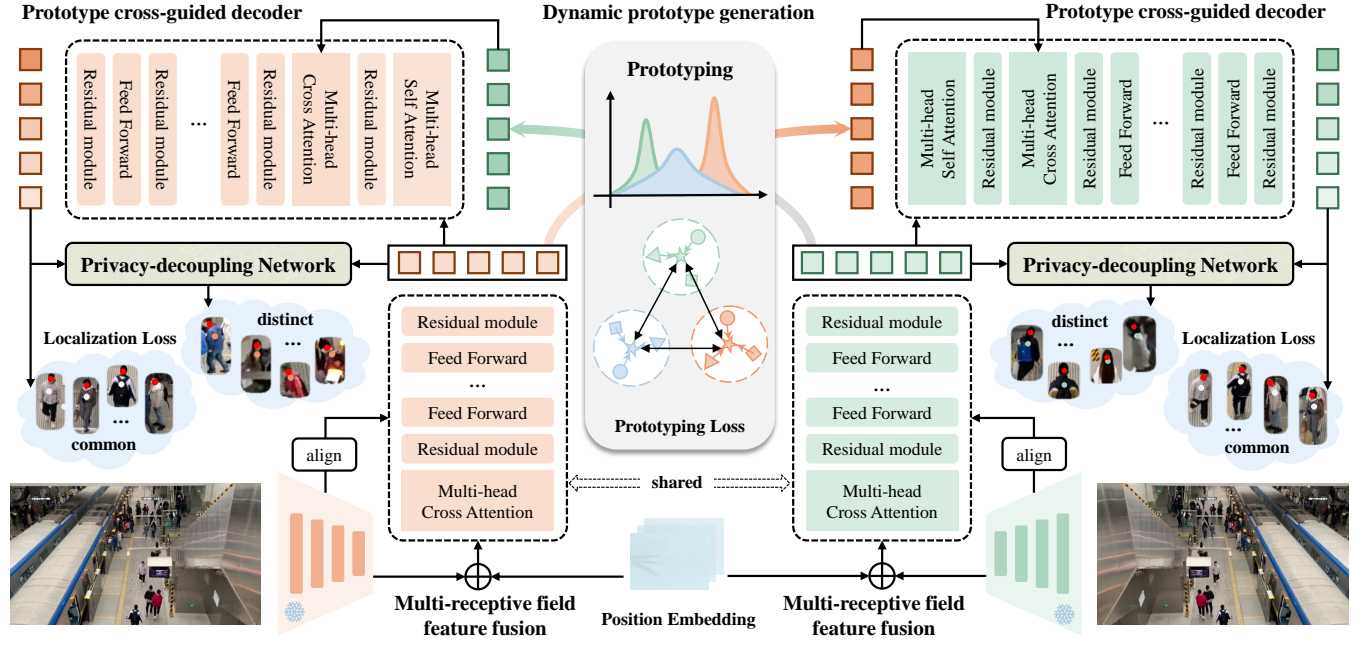 Prototype cross-guided decoder
Dynamic prototype generation
Prototype cross-guided decoder
Residual module
Feed Forward
Residual module
...
Feed Forward
Residual module
Multi-head
Cross Attention
Residual module
Multi-head
Self Attention
Prototyping
Multi-head
Self Attention
Residual module
Multi-head
Cross Attention
Residual module
Feed Forward
...
Residual module
Feed Forward
Residual module
Privacy-decoupling Network
Privacy-decoupling Network
Localization Loss
distinct
...
...
common
Residual module
Feed Forward
...
Feed Forward
Residual module
Multi-head
Cross Attention
align
Prototyping Loss
shared
Residual module
Feed Forward
...
Feed Forward
Residual module
Multi-head
Cross Attention
align
distinct
...
Localization Loss
...
common
Multi-receptive field
feature fusion
Position Embedding
Multi-receptive field
feature fusion